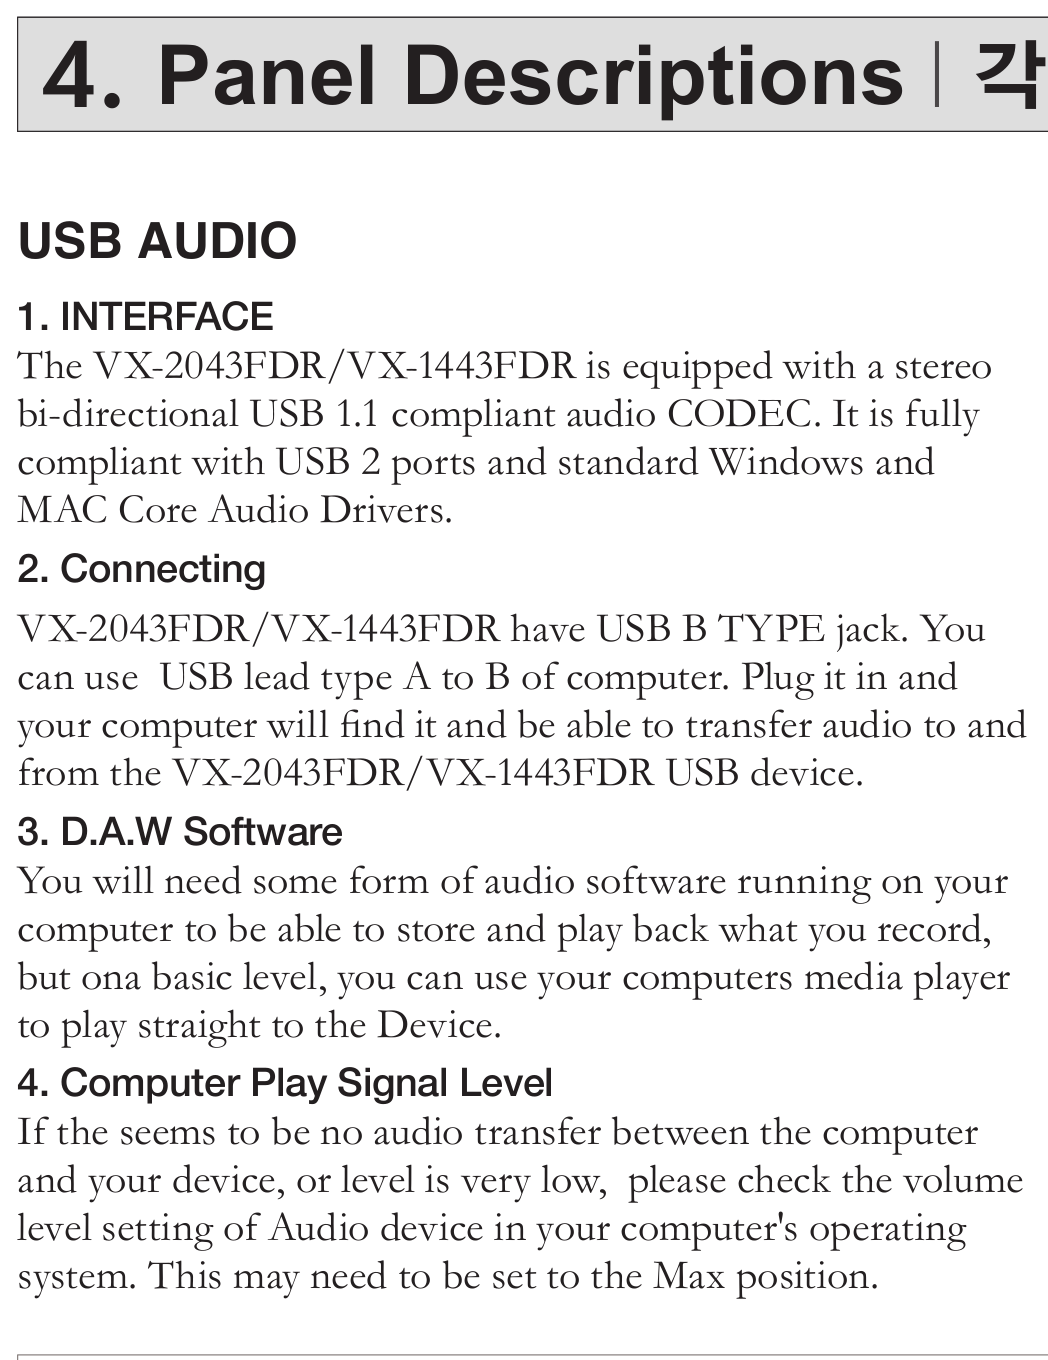 4. Panel Descriptions | 각
USB AUDIO
1. INTERFACE
The VX-2043FDR/VX-1443FDR is equipped with a stereo
bi-directional USB 1.1 compliant audio CODEC. It is fully
compliant with USB 2 ports and standard Windows and
MAC Core Audio Drivers.
2. Connecting
VX-2043FDR/VX-1443FDR have USB B TYPE jack. You
can use  USB lead type A to B of computer. Plug it in and
your computer will find it and be able to transfer audio to and
from the VX-2043FDR/VX-1443FDR USB device.
3. D.A.W Software
You will need some form of audio software running on your
computer to be able to store and play back what you record,
but ona basic level, you can use your computers media player
to play straight to the Device.
4. Computer Play Signal Level
If the seems to be no audio transfer between the computer
and your device, or level is very low,  please check the volume
level setting of Audio device in your computer's operating
system. This may need to be set to the Max position.